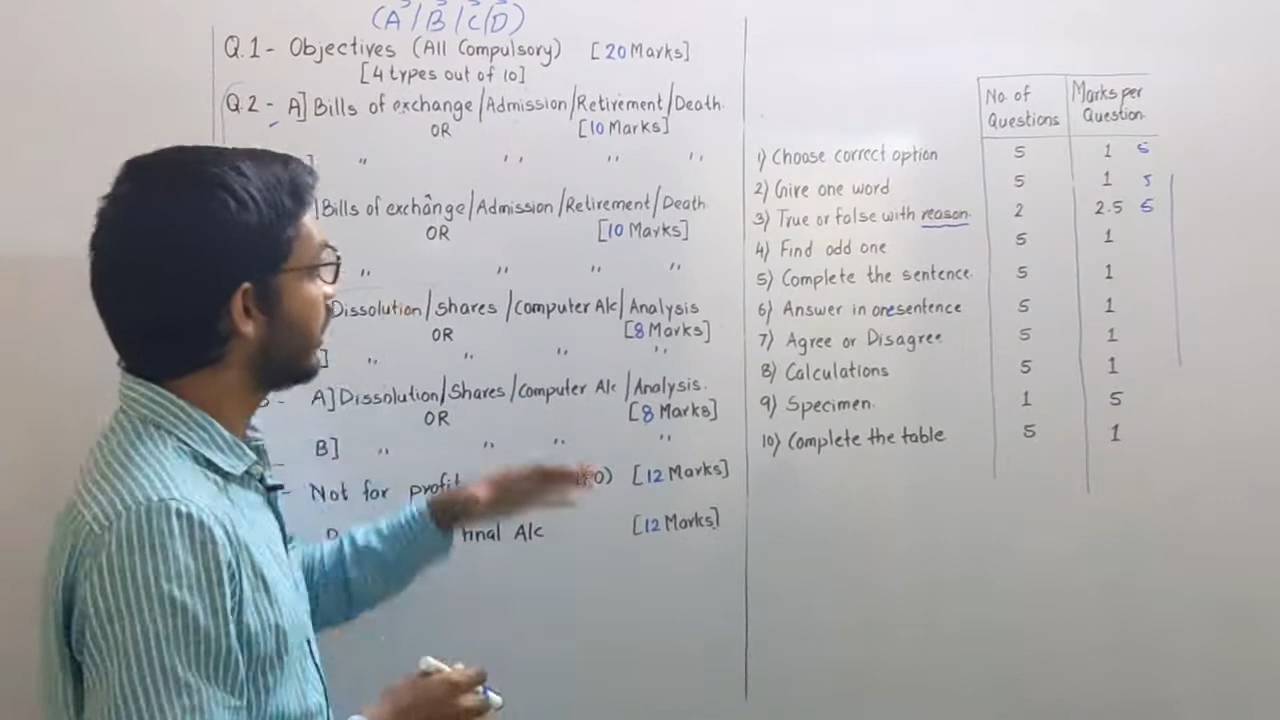 (A/B/C/D)
Q.1- Objectives (All Compulsory) [20 Marks]
[4 types out of 10]
Q.2- A] Bills of exchange/Admission/Retirement/Death.
OR [10 Marks]
] " " " "
Bills of exchange/Admission/Retirement/Death
OR [10 Marks]
" " " "
Dissolution/shares/computer A/c/Analysis
OR [8 Marks]
] " " " "
- A] Dissolution/Shares/Computer A/c/Analysis.
OR [8 Marks]
B] " " " "
- Not for profit O) [12 Marks]
Final A/c [12 Marks]
No. of Questions Marks per Question
1) Choose correct option 5 1 5
2) Give one word 5 1 5
3) True or false with reason. 2 2.5 5
4) Find odd one 5 1
5) Complete the sentence. 5 1
6) Answer in one sentence 5 1
7) Agree or Disagree 5 1
8) Calculations 5 1
9) Specimen. 1 5
10) Complete the table 5 1